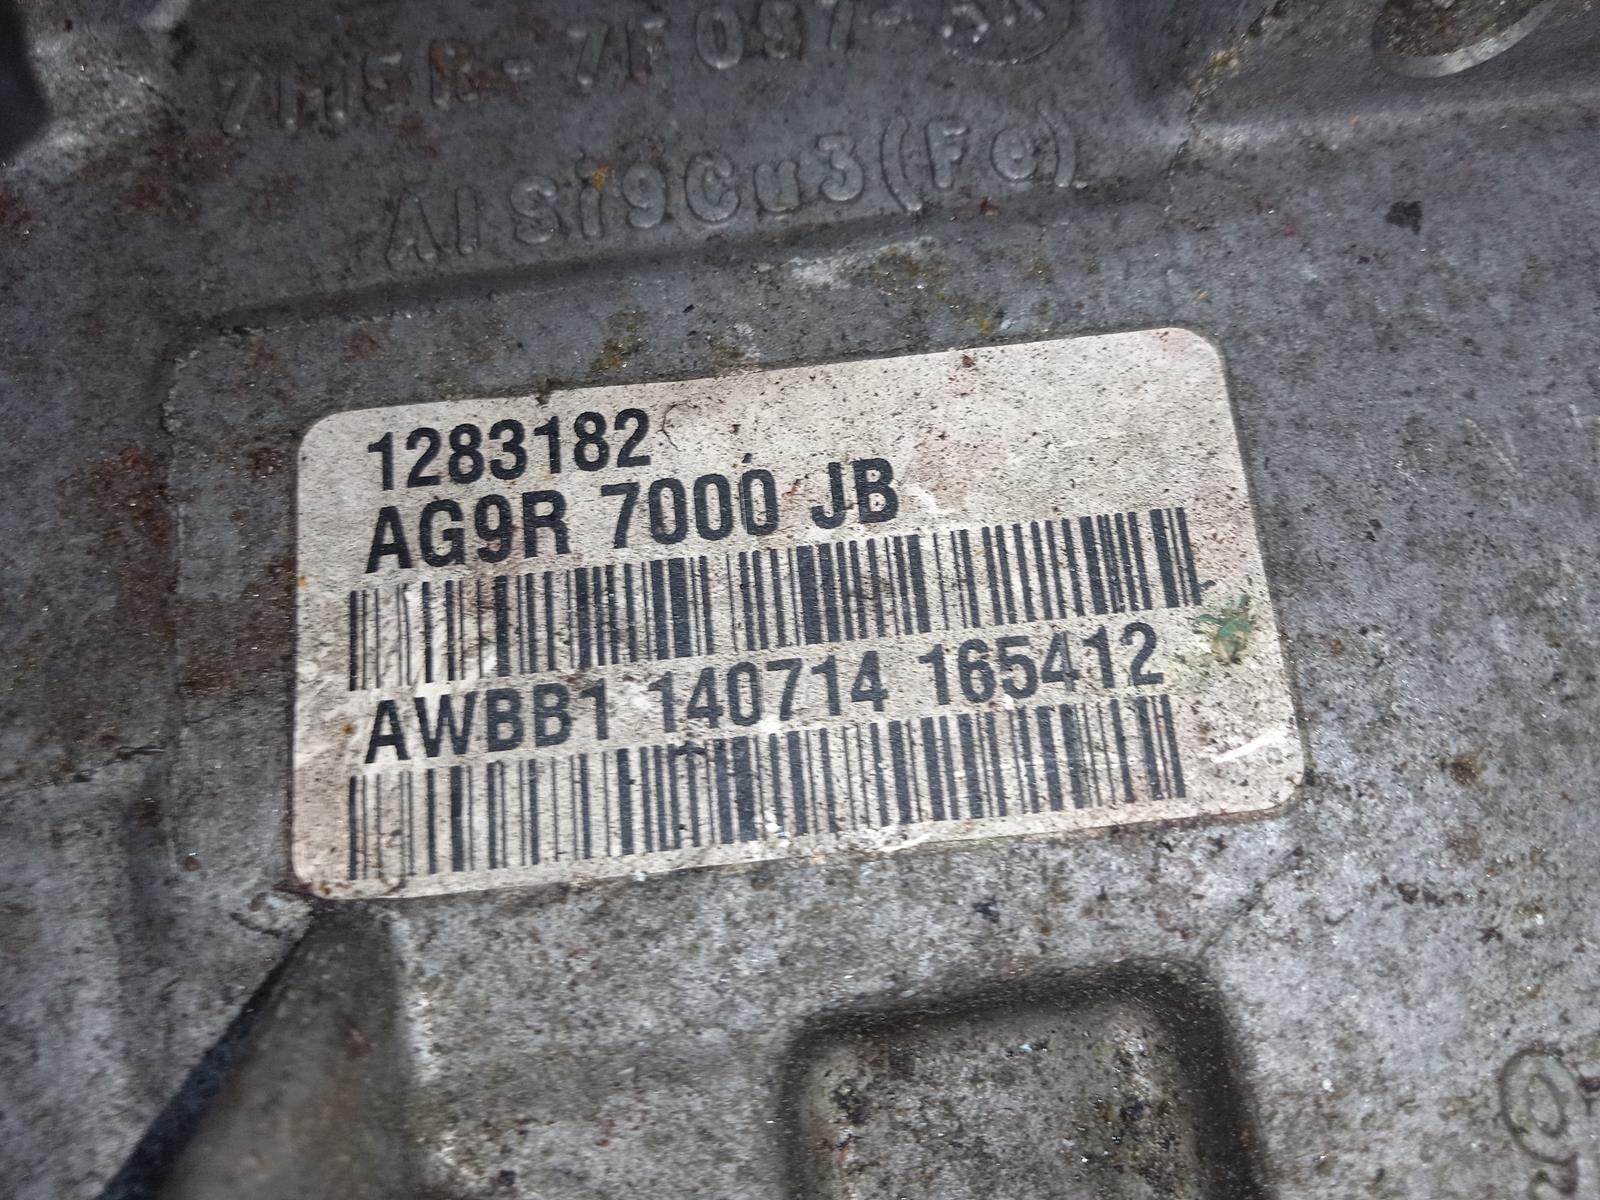 AlSi9Cu3(Fe)
1283182
AG9R 7000 JB
AWBB1 140714 165412